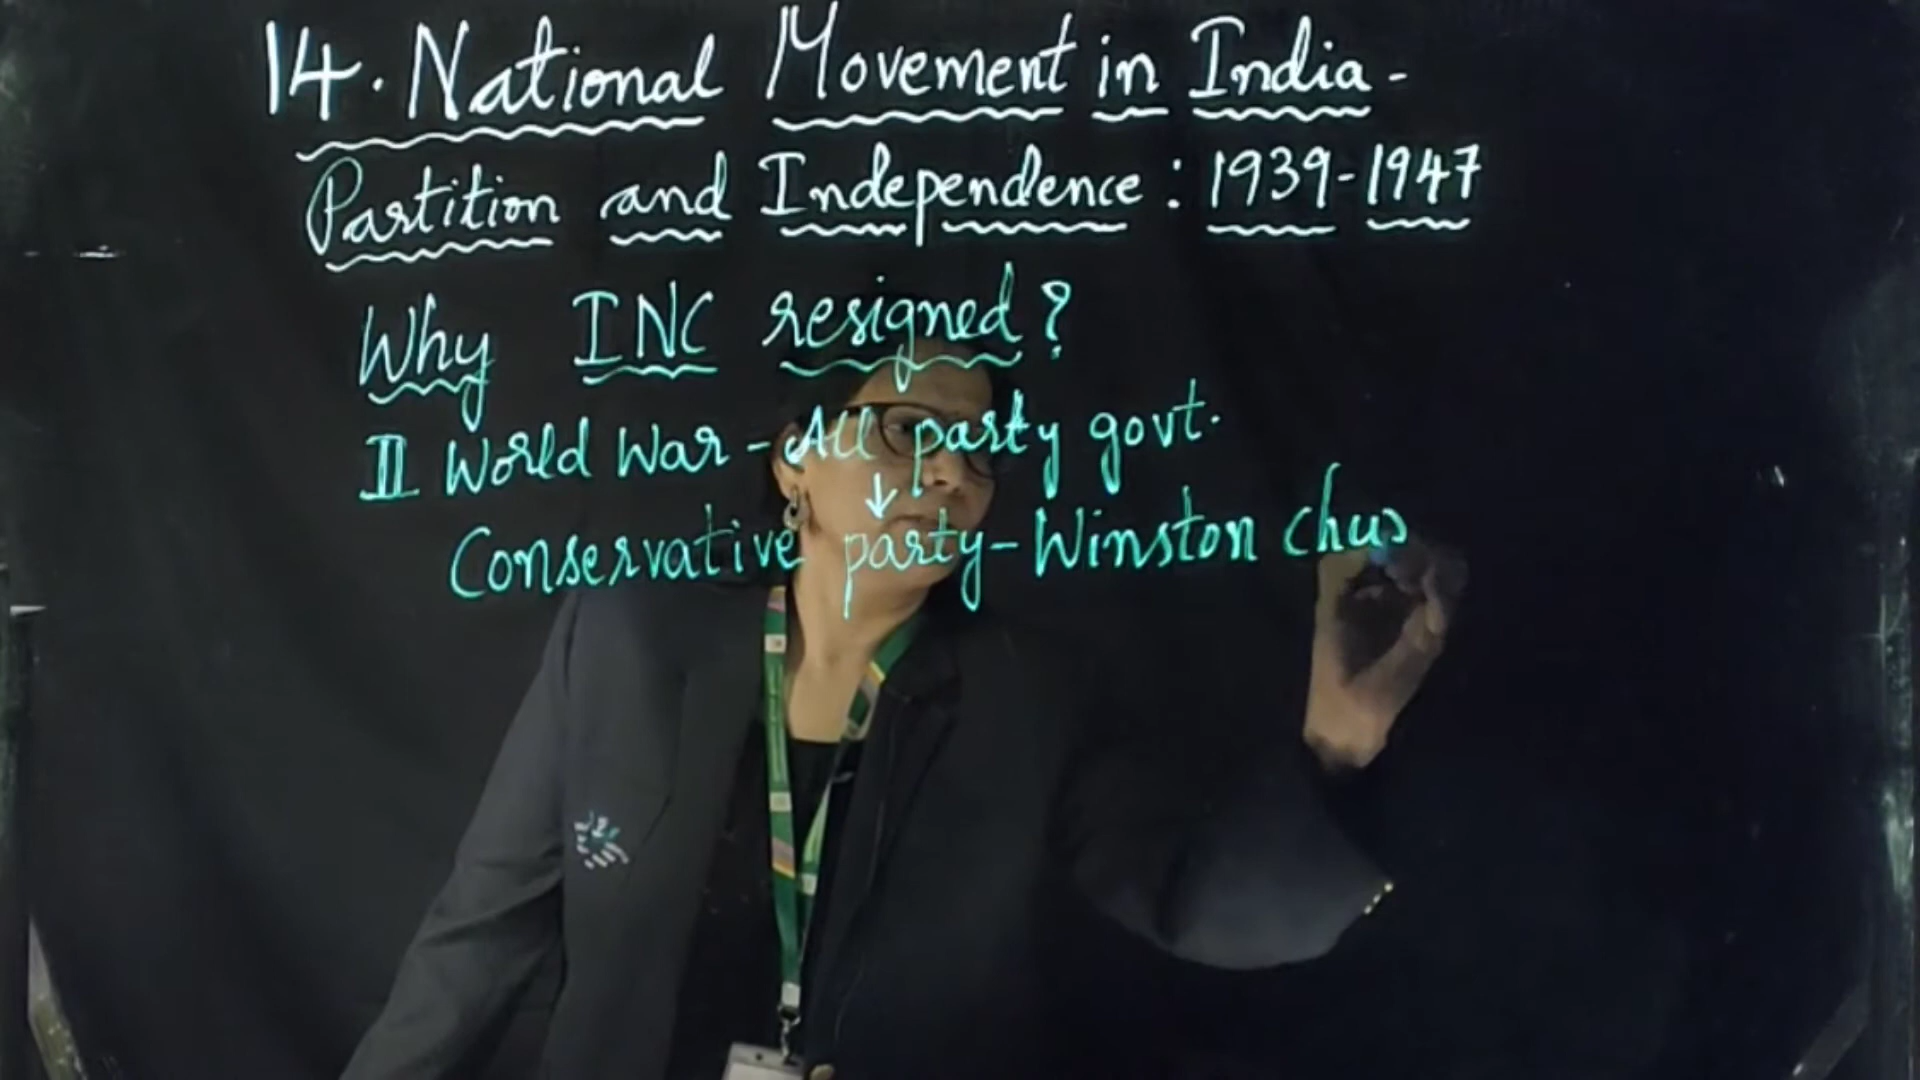 14. National Movement in India -
Partition and Independence : 1939-1947
Why INC resigned?
II World War - All party govt.
↓
Conservative party - Winston chur